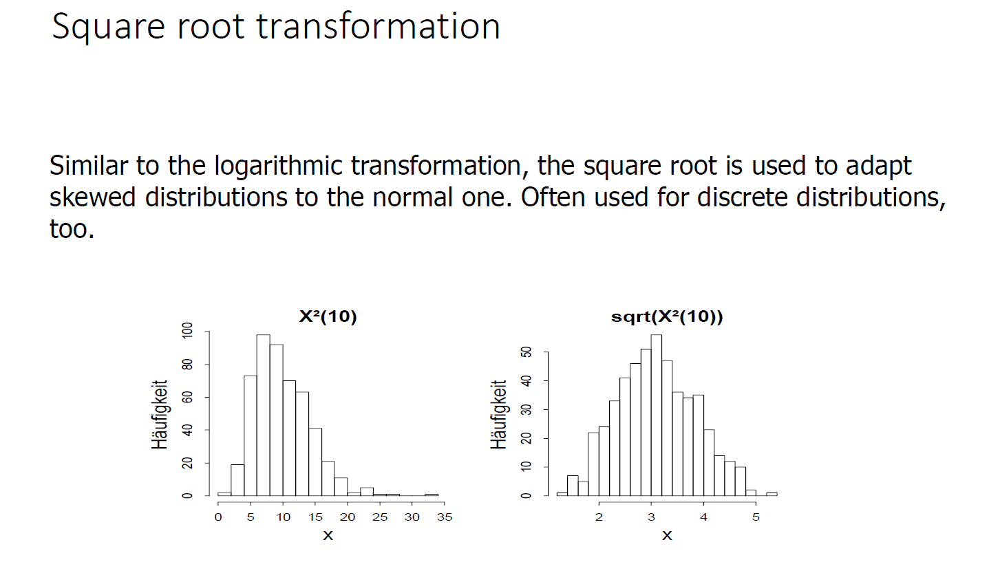 Square root transformation
Similar to the logarithmic transformation, the square root is used to adapt
skewed distributions to the normal one. Often used for discrete distributions,
too.
X²(10)
Häufigkeit
0 20 40 60 80 100
0 5 10 15 20 25 30 35
x
sqrt(X²(10))
Häufigkeit
0 10 20 30 40 50
2 3 4 5
x